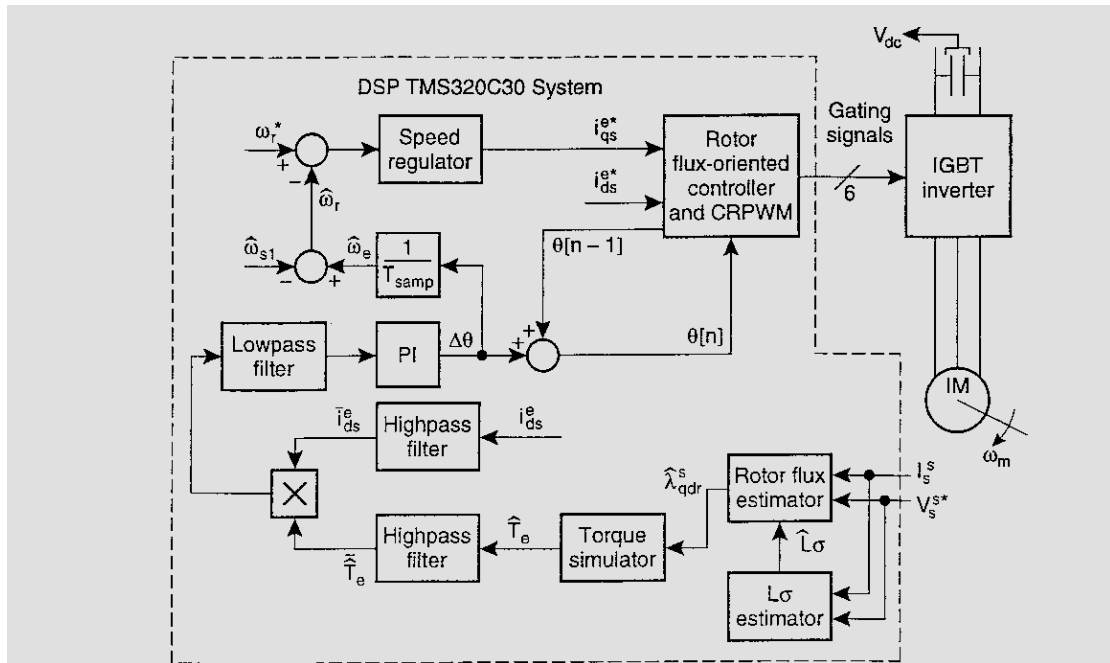 V_dc
DSP TMS320C30 System
ω_r*
+
−
Speed
regulator
i_qs^e*
i_ds^e*
Rotor
flux-oriented
controller
and CRPWM
Gating
signals
6
IGBT
inverter
ω̂_r
ω̂_s1
−
+
ω̂_e
1
T_samp
θ[n − 1]
Lowpass
filter
PI
Δθ
+
+
θ[n]
IM
ω_m
ī_ds^e
Highpass
filter
i_ds^e
×
T̃̂_e
Highpass
filter
T̂_e
Torque
simulator
λ̂_qdr^s
Rotor flux
estimator
I_s^s
V_s^s*
L̂σ
Lσ
estimator